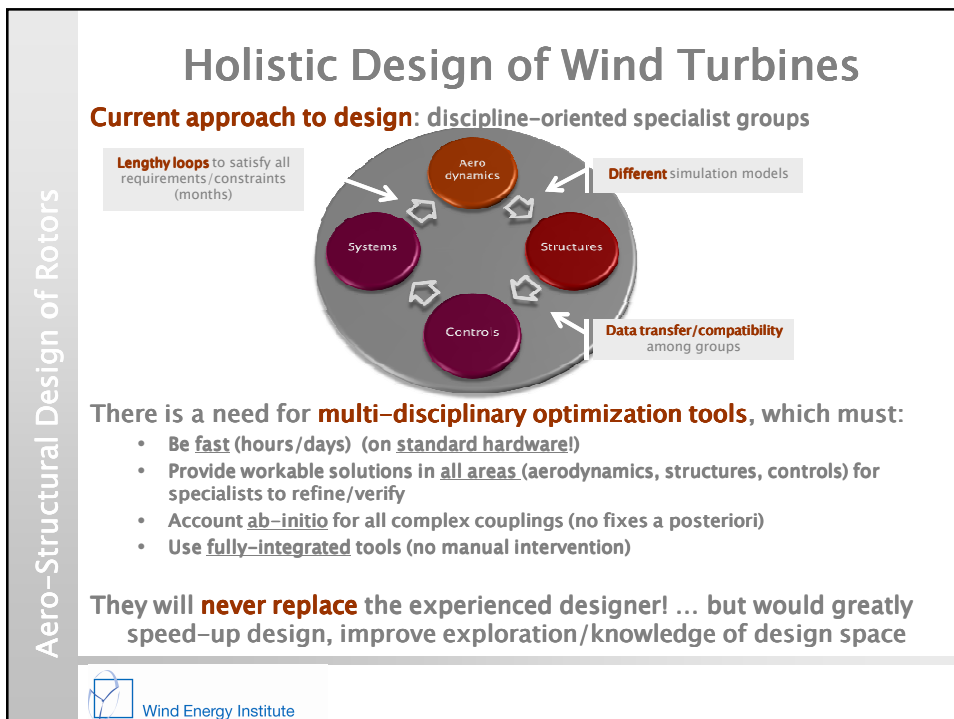 Holistic Design of Wind Turbines
Current approach to design: discipline-oriented specialist groups
Lengthy loops to satisfy all
requirements/constraints
(months)
Aero
dynamics
Different simulation models
Systems
Structures
Controls
Data transfer/compatibility
among groups
There is a need for multi-disciplinary optimization tools, which must:
• Be fast (hours/days) (on standard hardware!)
• Provide workable solutions in all areas (aerodynamics, structures, controls) for
specialists to refine/verify
• Account ab-initio for all complex couplings (no fixes a posteriori)
• Use fully-integrated tools (no manual intervention)
They will never replace the experienced designer! … but would greatly
speed-up design, improve exploration/knowledge of design space
Aero-Structural Design of Rotors
Wind Energy Institute